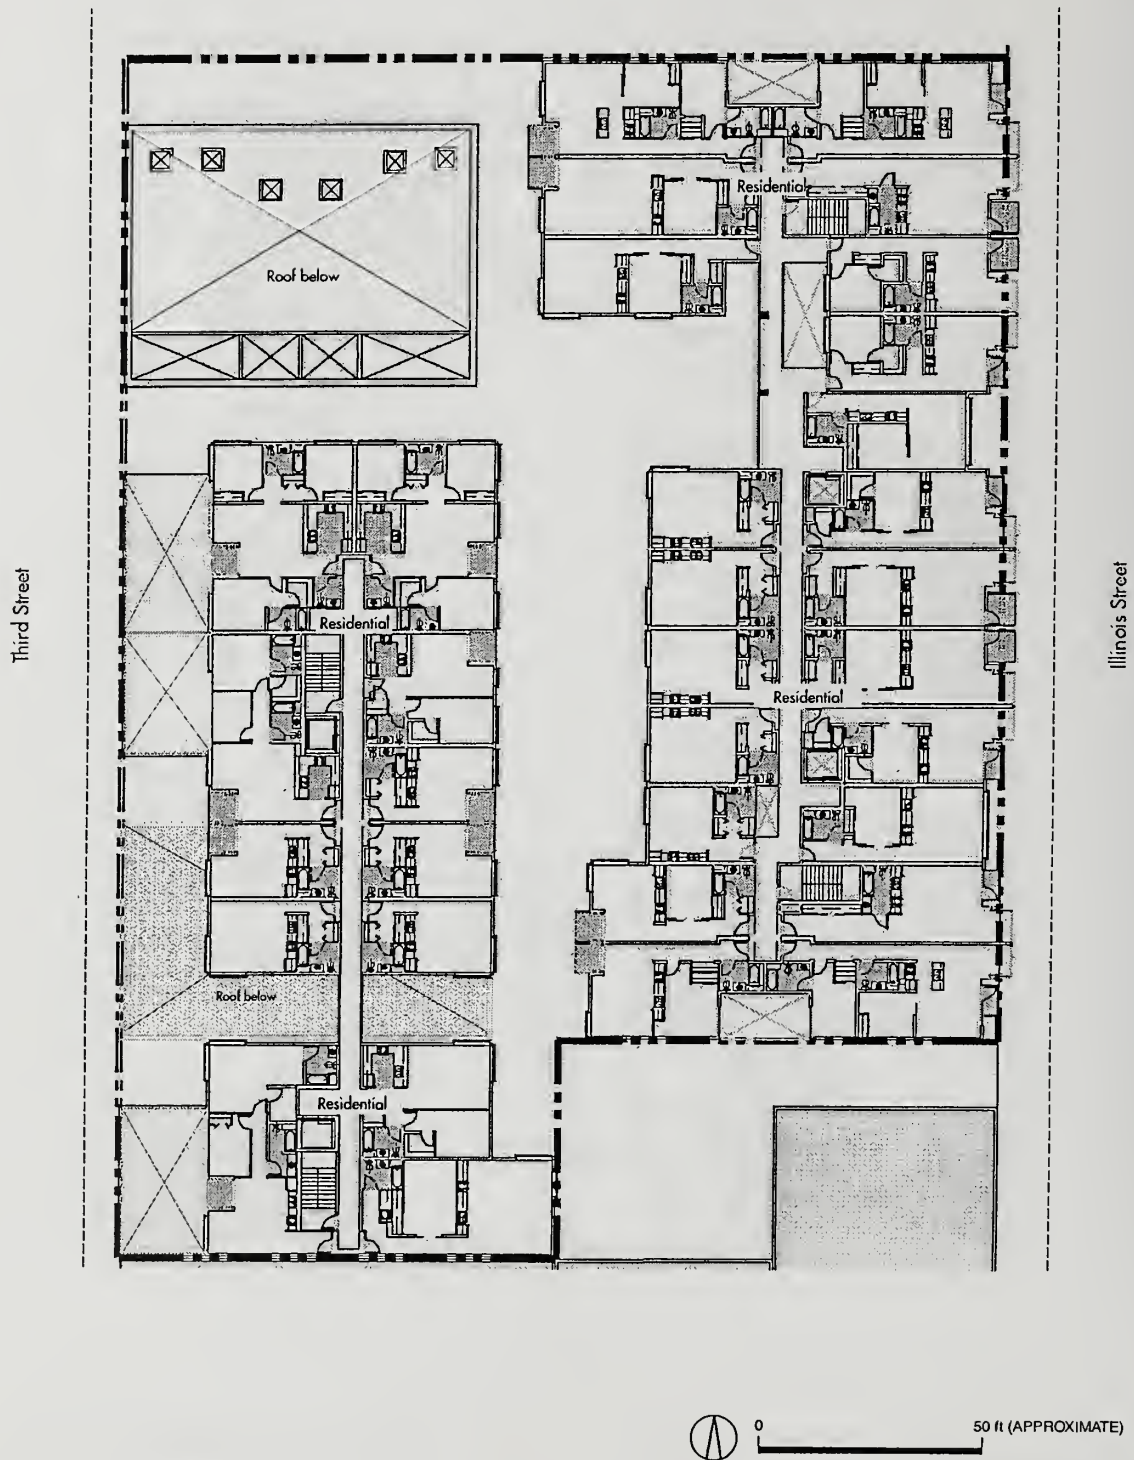 Residential
Roof below
Third Street
Illinois Street
Residential
Residential
Roof below
Residential
0
50 ft (APPROXIMATE)